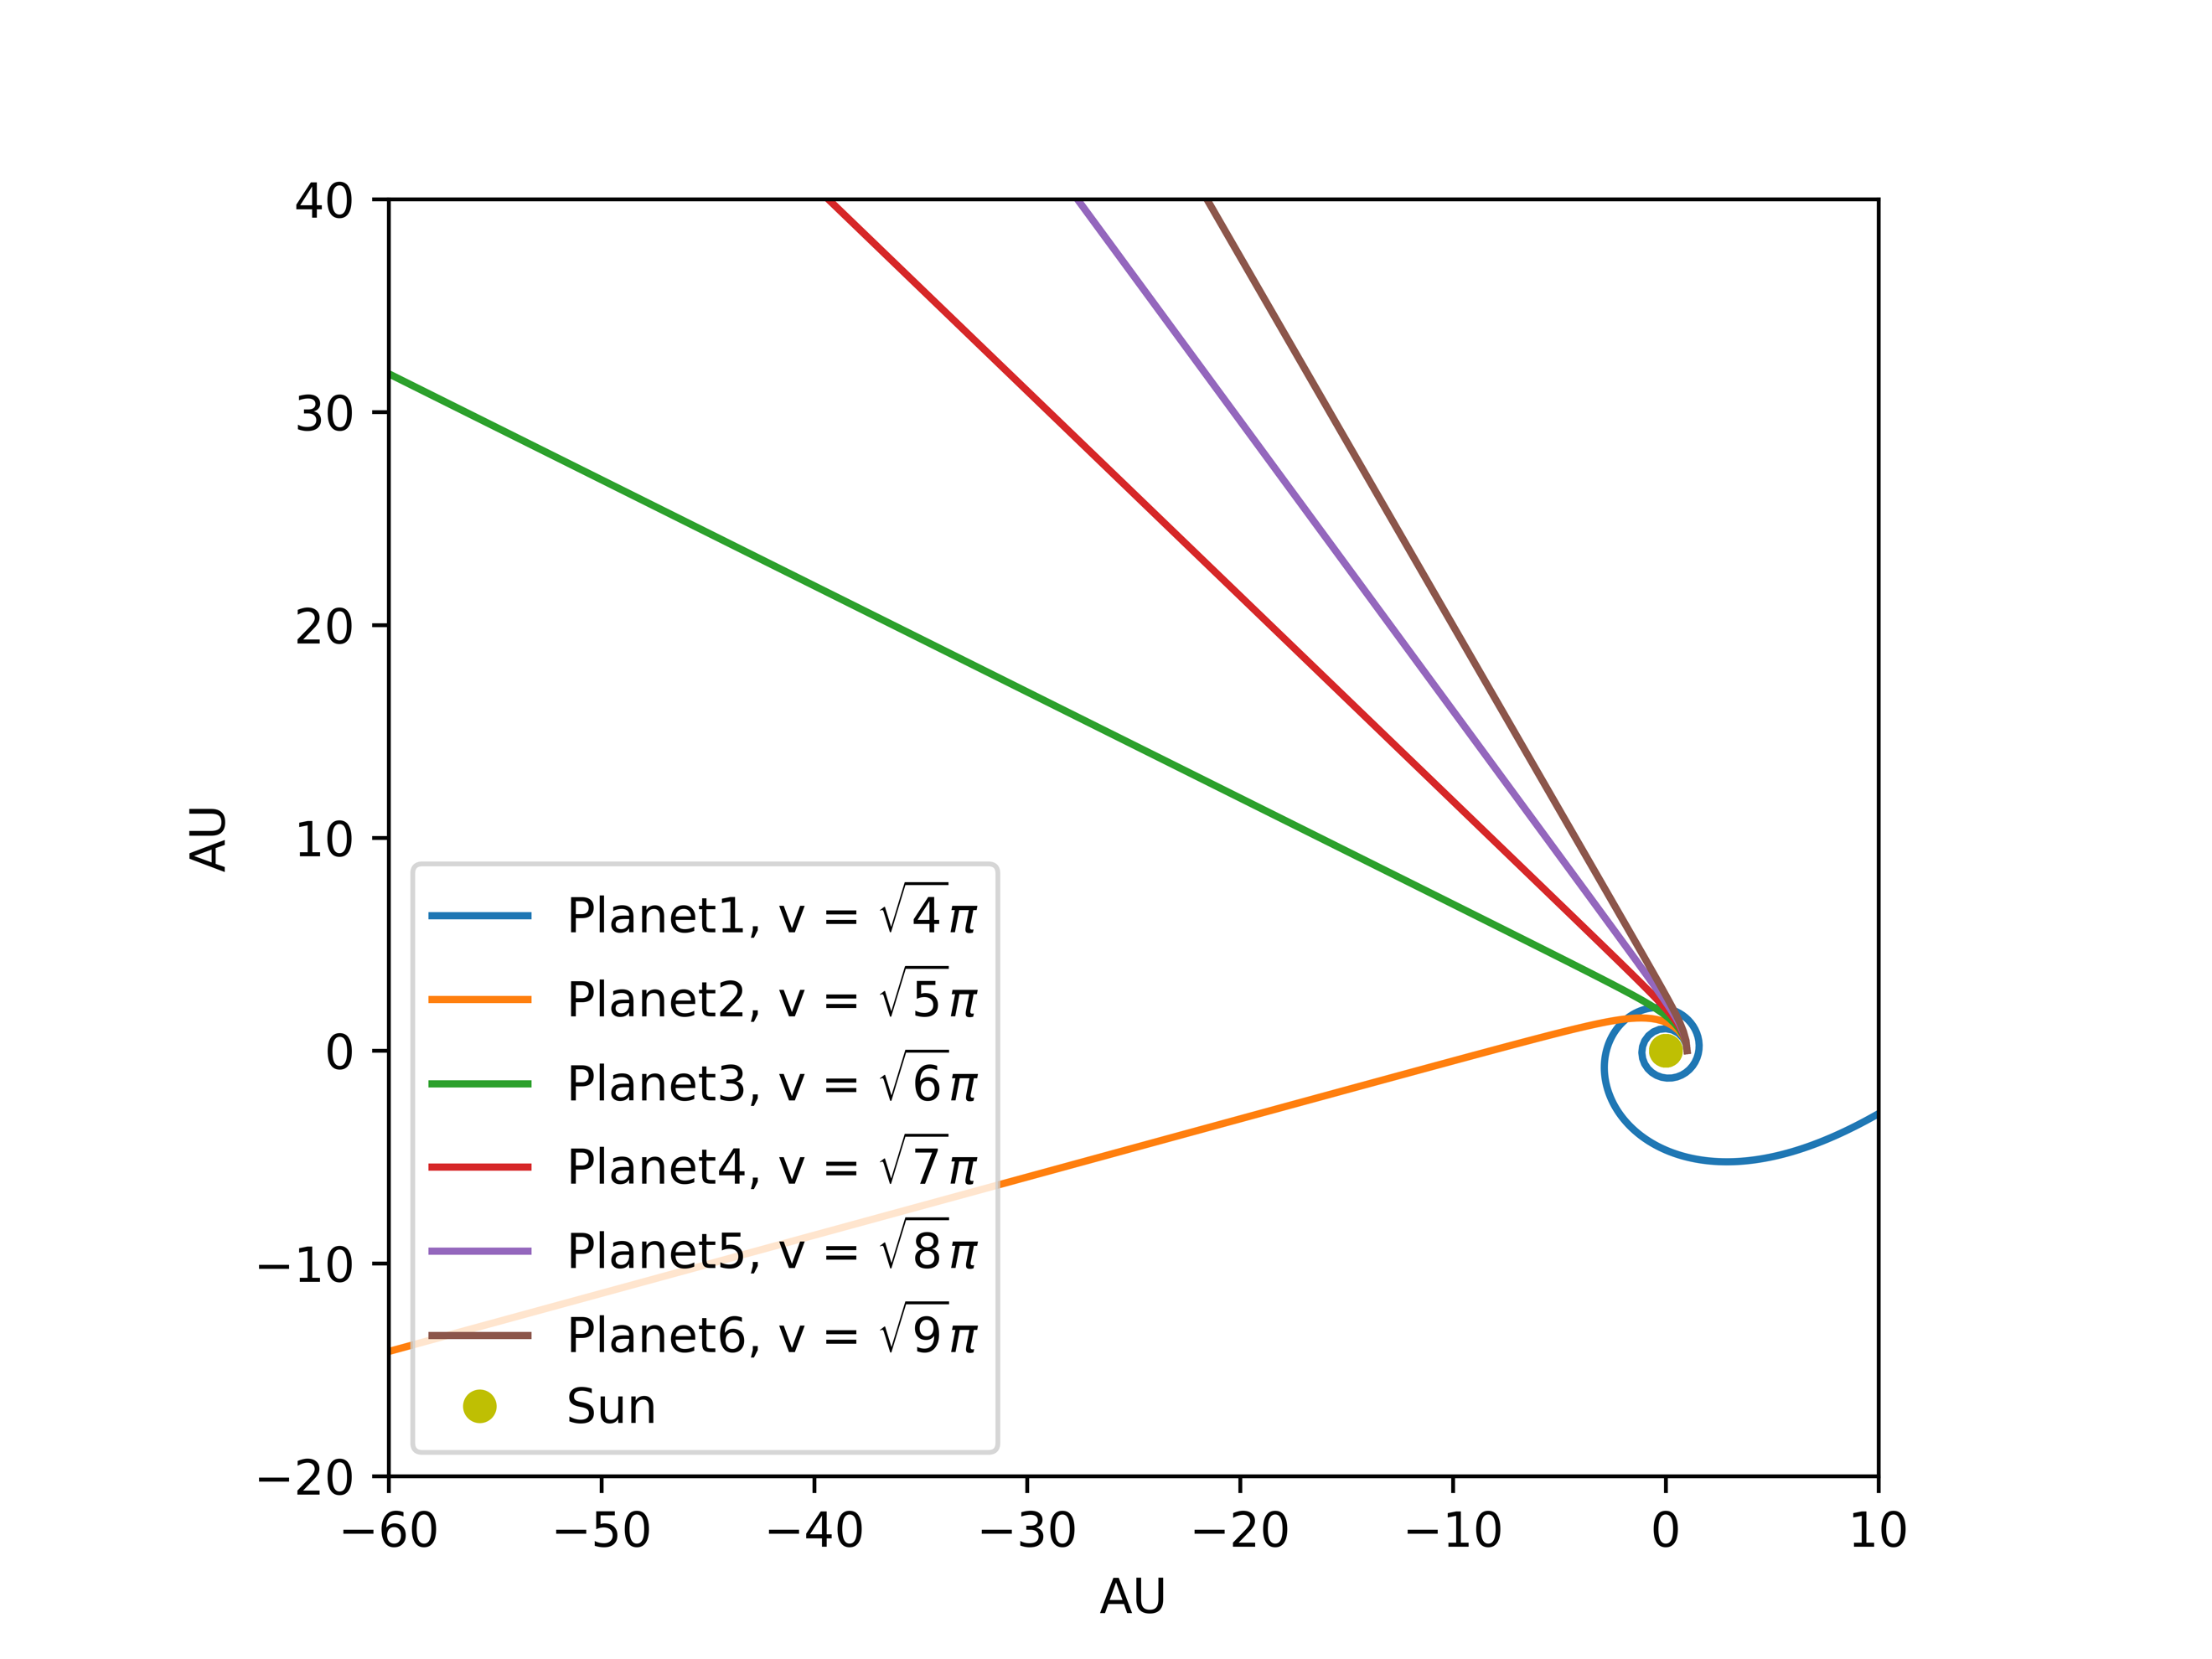 40
30
20
10
0
−10
−20
AU
Planet1, v = √4π
Planet2, v = √5π
Planet3, v = √6π
Planet4, v = √7π
Planet5, v = √8π
Planet6, v = √9π
Sun
−60 −50 −40 −30 −20 −10 0 10
AU